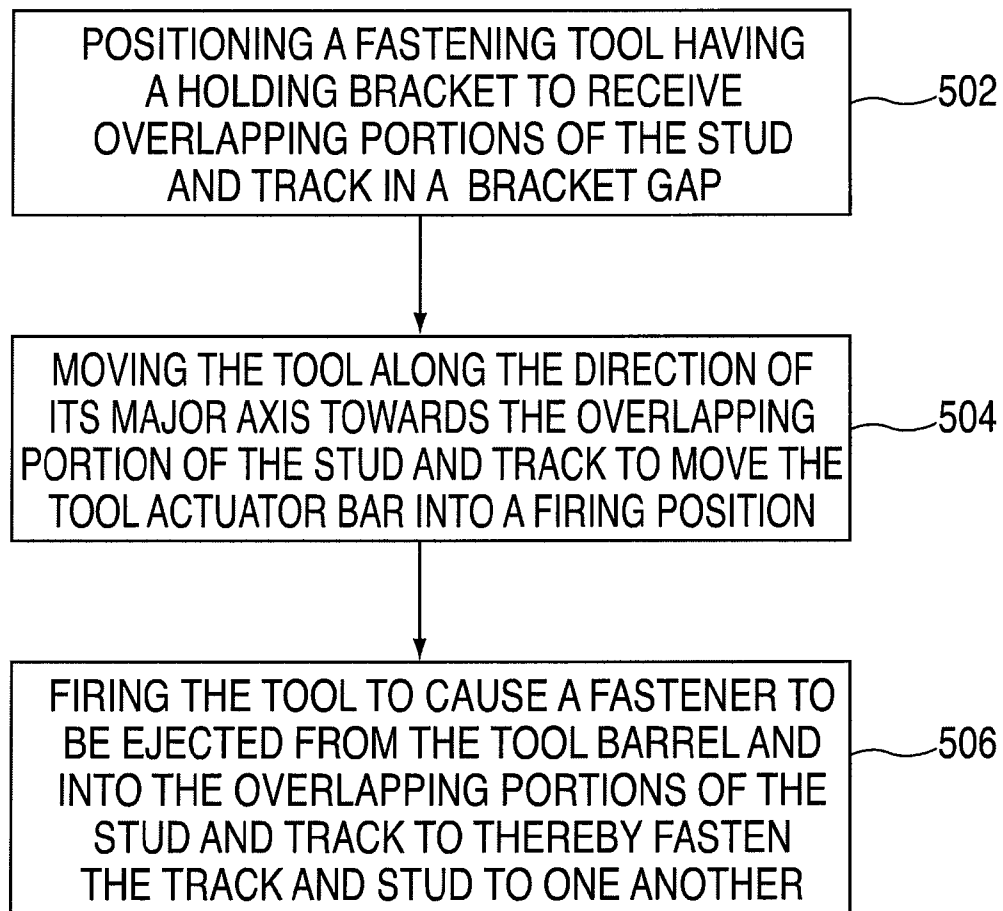 POSITIONING A FASTENING TOOL HAVING
A HOLDING BRACKET TO RECEIVE
OVERLAPPING PORTIONS OF THE STUD
AND TRACK IN A BRACKET GAP
502
MOVING THE TOOL ALONG THE DIRECTION OF
ITS MAJOR AXIS TOWARDS THE OVERLAPPING
PORTION OF THE STUD AND TRACK TO MOVE THE
TOOL ACTUATOR BAR INTO A FIRING POSITION
504
FIRING THE TOOL TO CAUSE A FASTENER TO
BE EJECTED FROM THE TOOL BARREL AND
INTO THE OVERLAPPING PORTIONS OF THE
STUD AND TRACK TO THEREBY FASTEN
THE TRACK AND STUD TO ONE ANOTHER
506